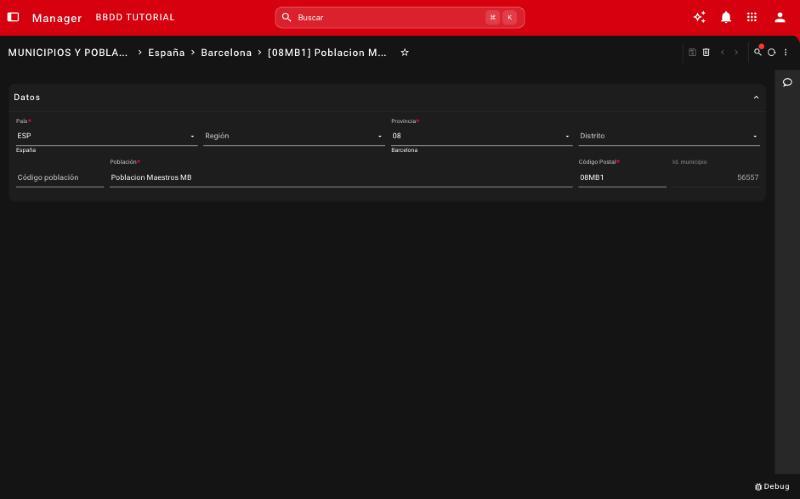 Manager BBDD TUTORIAL Buscar ⌘ K
MUNICIPIOS Y POBLA... > España > Barcelona > [08MB1] Poblacion M...
Datos
País* Provincia*
ESP Región 08 Distrito
España Barcelona
Población* Código Postal* Id. municipio
Código población Poblacion Maestros MB 08MB1 56557
Debug